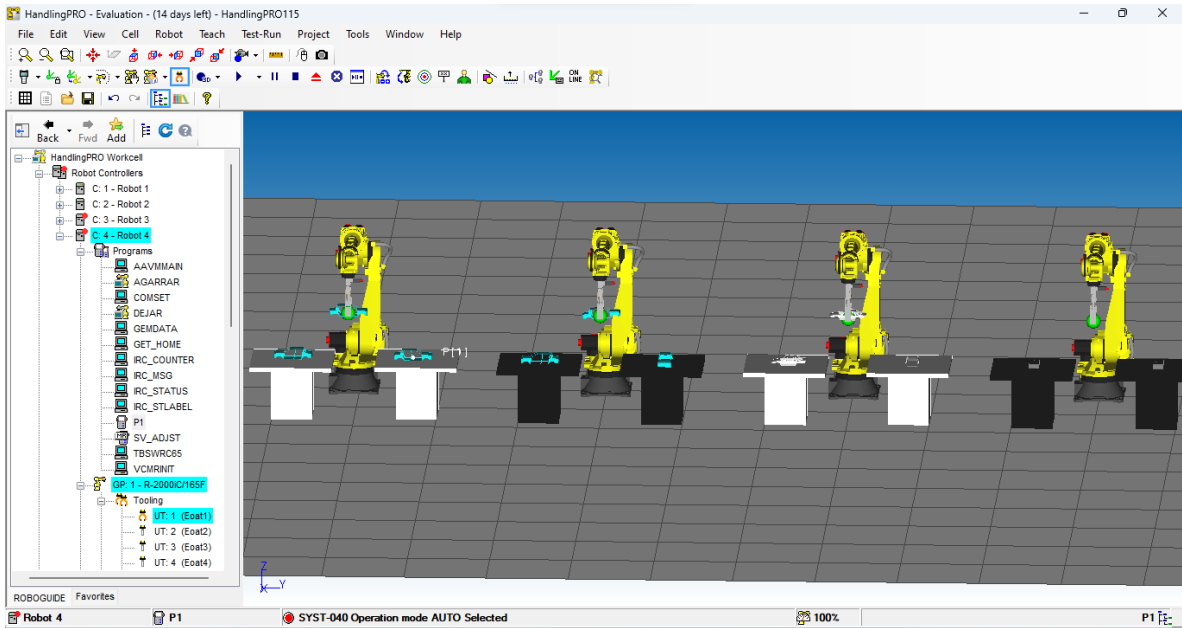 HandlingPRO - Evaluation - (14 days left) - HandlingPRO115
File Edit View Cell Robot Teach Test-Run Project Tools Window Help
3D
ON
LINE
Back Fwd Add
HandlingPRO Workcell
Robot Controllers
C: 1 - Robot 1
C: 2 - Robot 2
C: 3 - Robot 3
C: 4 - Robot 4
Programs
AAVMMAIN
AGARRAR
COMSET
DEJAR
GEMDATA
GET_HOME
IRC_COUNTER
IRC_MSG
IRC_STATUS
IRC_STLABEL
P1
SV_ADJST
TBSWRC65
VCMRINIT
GP: 1 - R-2000iC/165F
Tooling
UT: 1 (Eoat1)
UT: 2 (Eoat2)
UT: 3 (Eoat3)
UT: 4 (Eoat4)
P[1]
Z
X
Y
ROBOGUIDE Favorites
Robot 4 P1 SYST-040 Operation mode AUTO Selected 100% P1